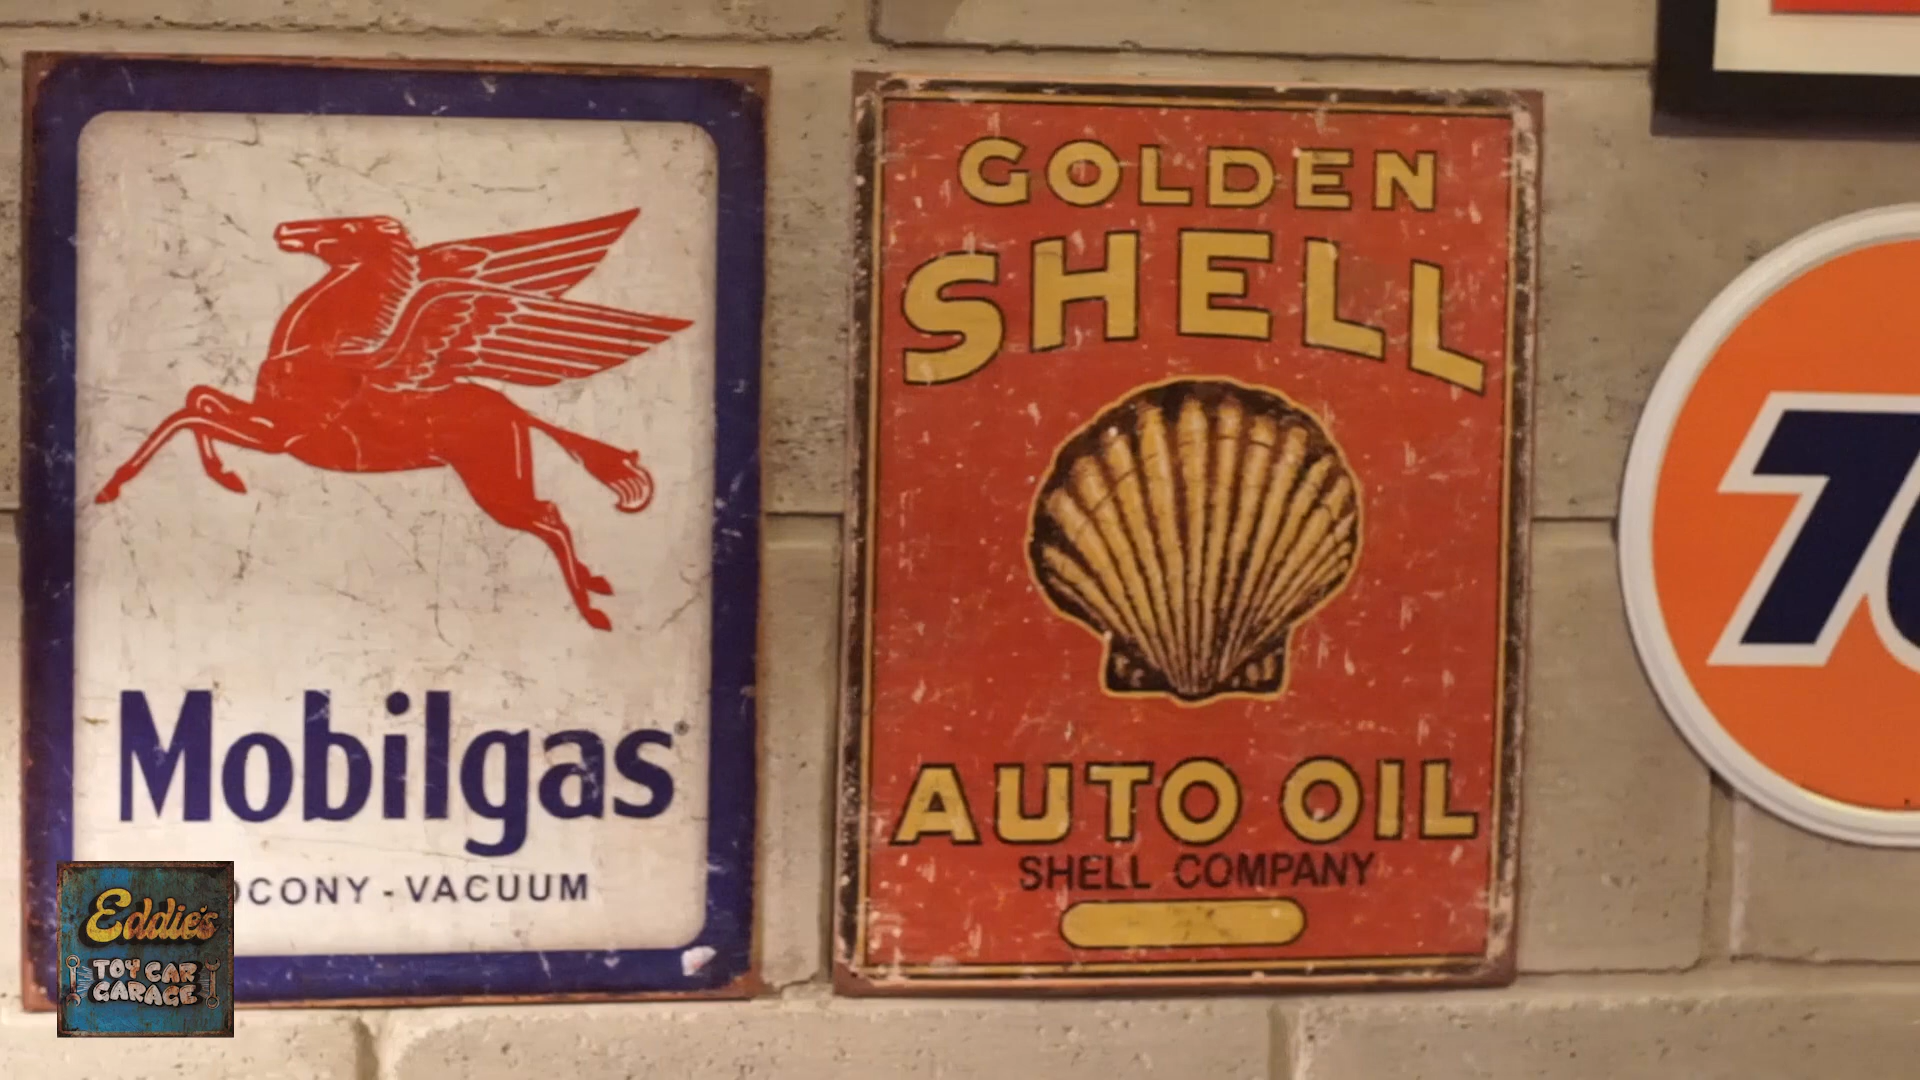 Mobilgas
OCONY - VACUUM
GOLDEN
SHELL
AUTO OIL
SHELL COMPANY
Eddie's
TOY CAR
GARAGE